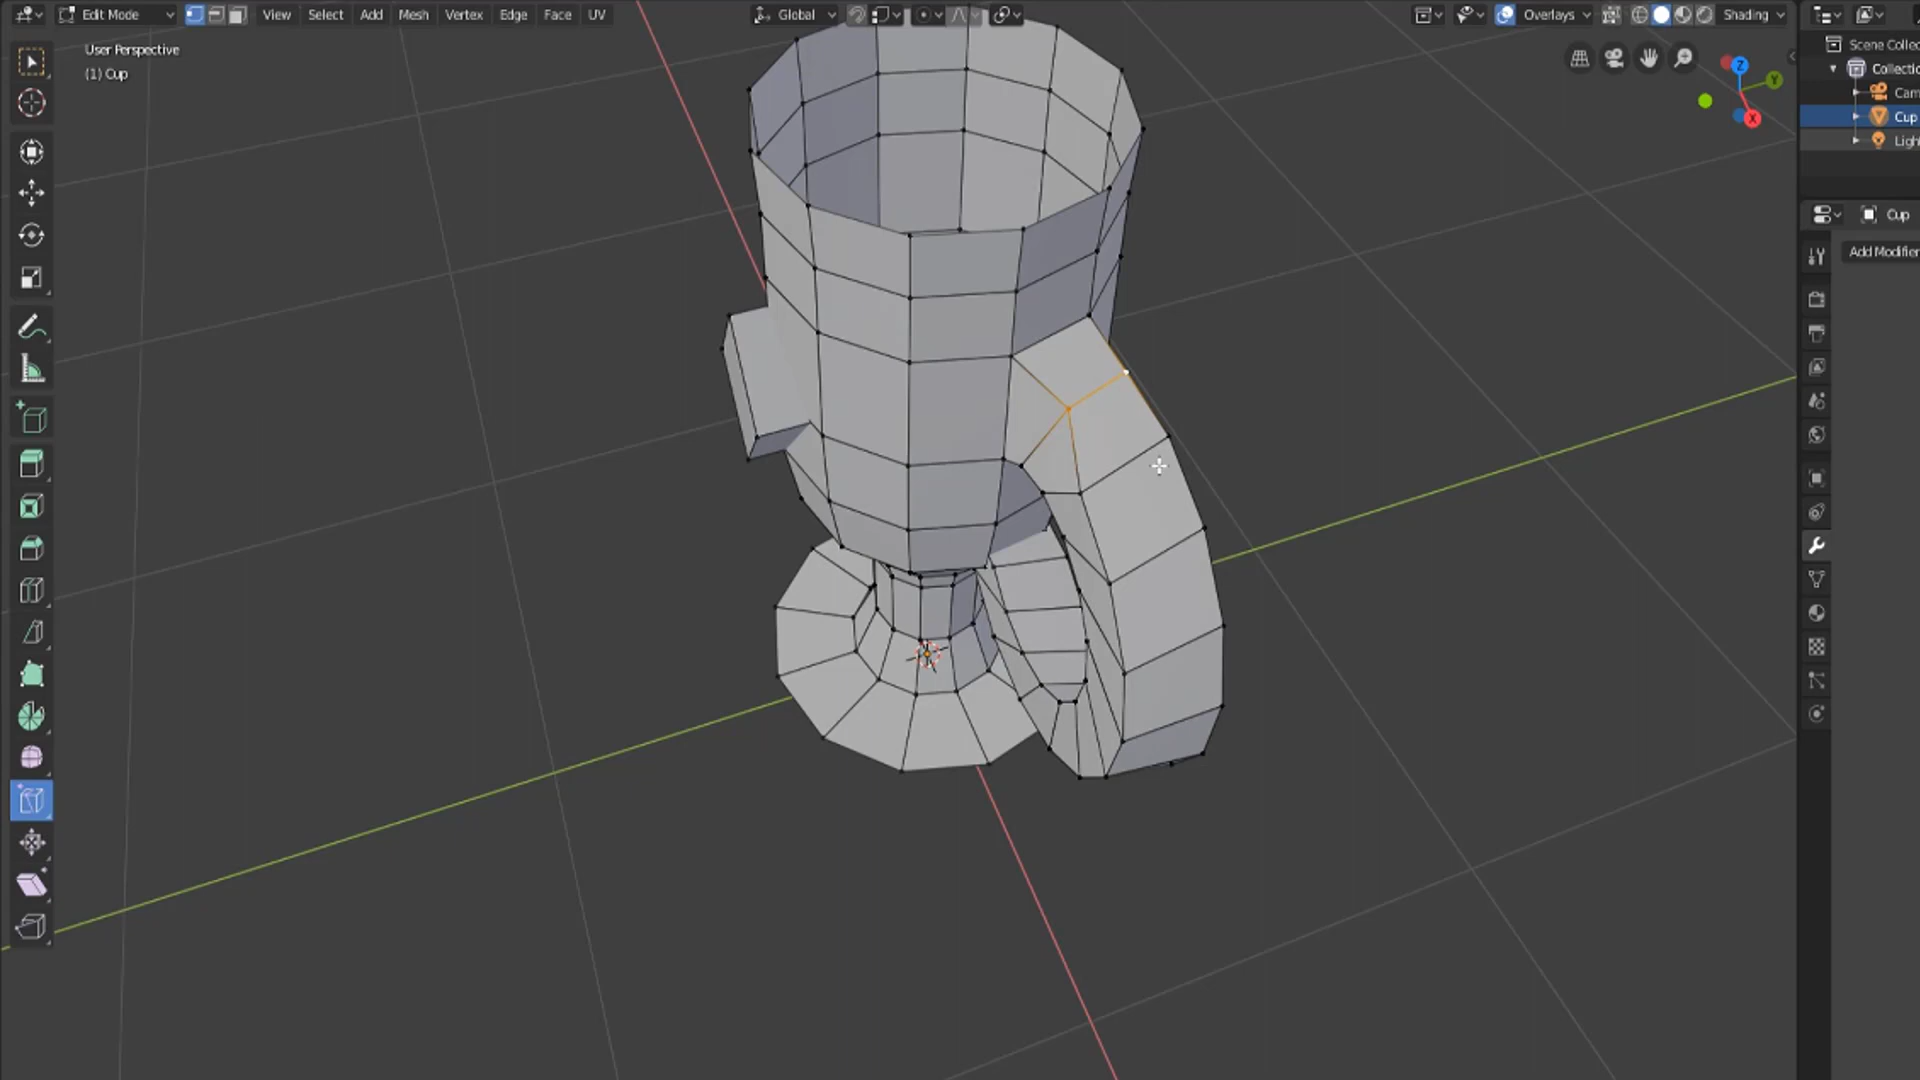 Edit Mode View Select Add Mesh Vertex Edge Face UV Global Overlays Shading
User Perspective
(1) Cup
Z
Y
X
Scene Collec
Collectio
Cam
Cup
Ligh
Cup
Add Modifier